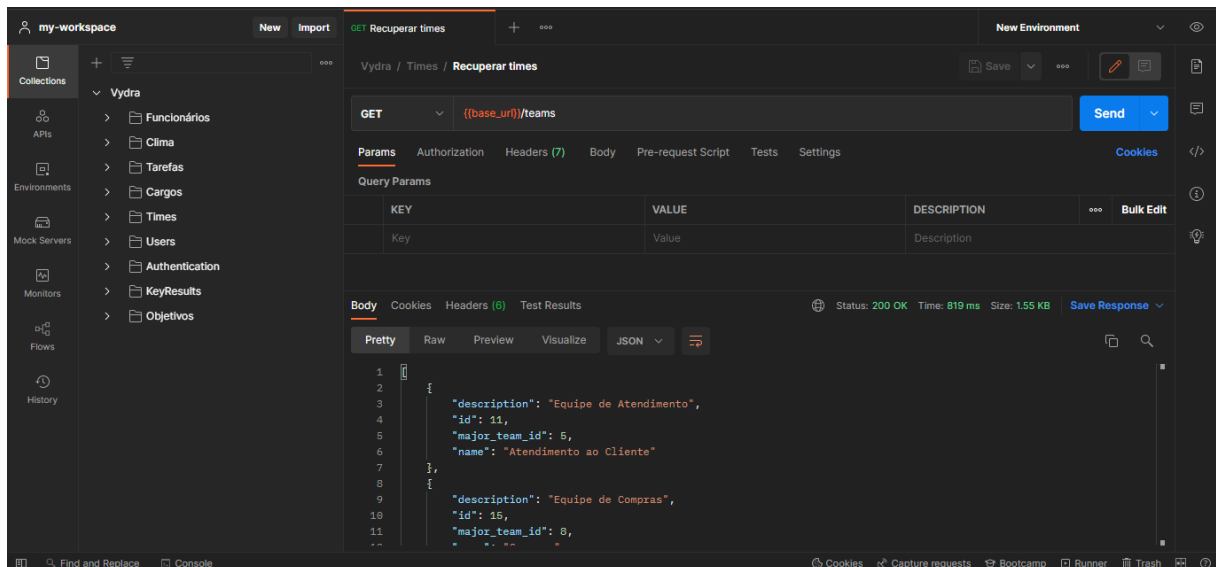 my-workspace New Import GET Recuperar times New Environment
Collections
APIs
Environments
Mock Servers
Monitors
Flows
History
Vydra
Funcionários
Clima
Tarefas
Cargos
Times
Users
Authentication
KeyResults
Objetivos
Vydra / Times / Recuperar times Save
GET {{base_url}}/teams Send
Params Authorization Headers (7) Body Pre-request Script Tests Settings Cookies
Query Params
KEY VALUE DESCRIPTION Bulk Edit
Key Value Description
Body Cookies Headers (6) Test Results Status: 200 OK Time: 819 ms Size: 1.55 KB Save Response
Pretty Raw Preview Visualize JSON
1 [
2 {
3 "description": "Equipe de Atendimento",
4 "id": 11,
5 "major_team_id": 5,
6 "name": "Atendimento ao Cliente"
7 },
8 {
9 "description": "Equipe de Compras",
10 "id": 15,
11 "major_team_id": 8,
Find and Replace Console Cookies Capture requests Bootcamp Runner Trash